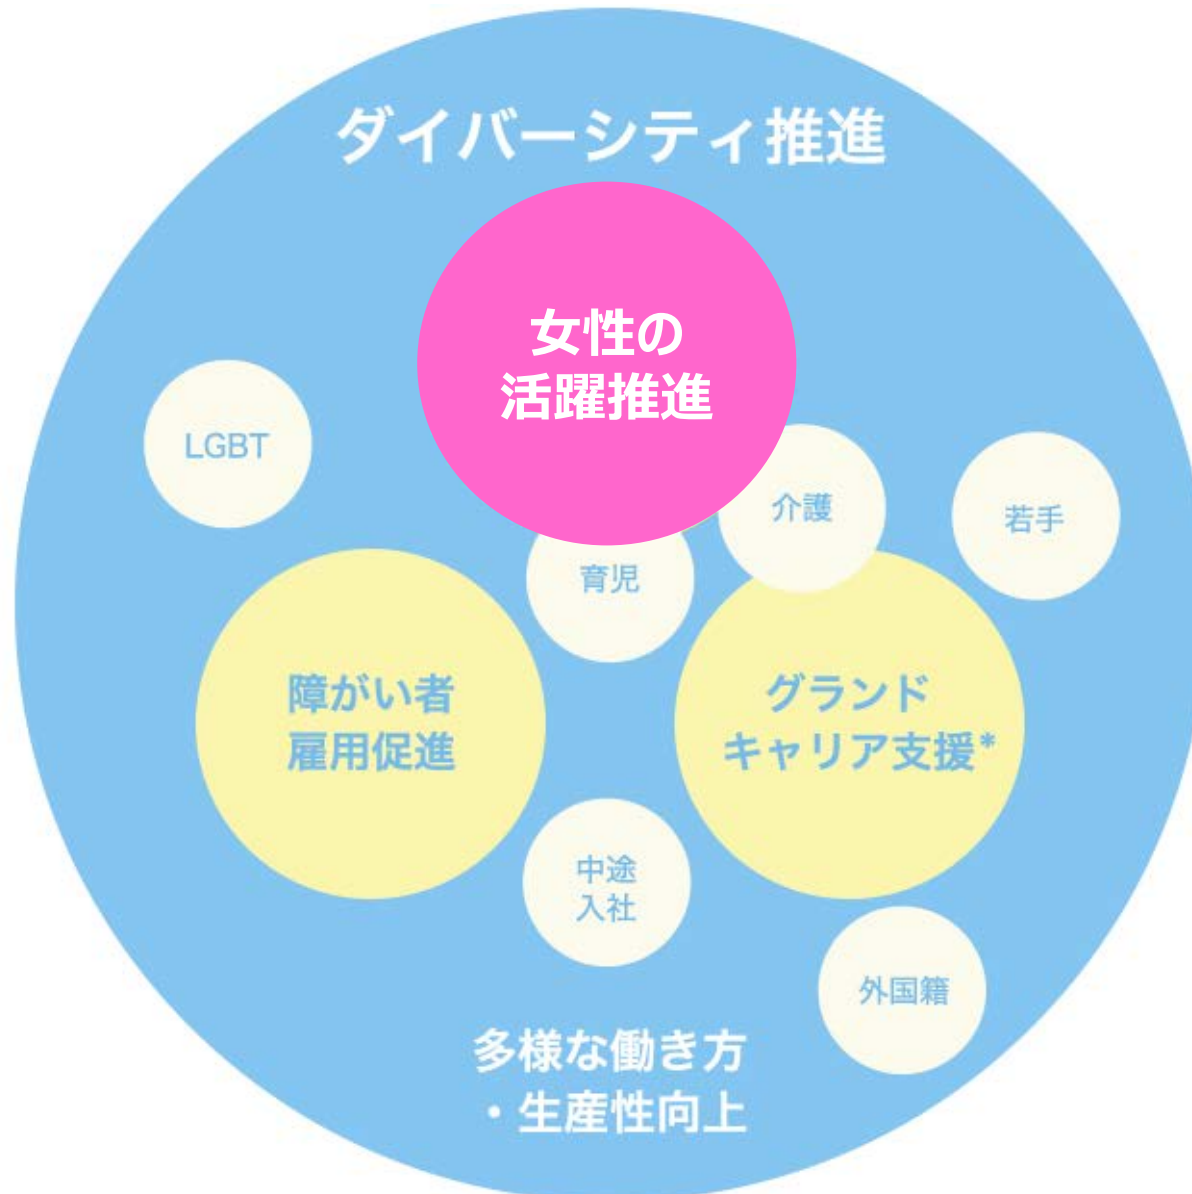 ダイバーシティ推進
女性の
活躍推進
LGBT
介護
若手
育児
障がい者
雇用促進
グランド
キャリア支援*
中途
入社
外国籍
多様な働き方
・生産性向上